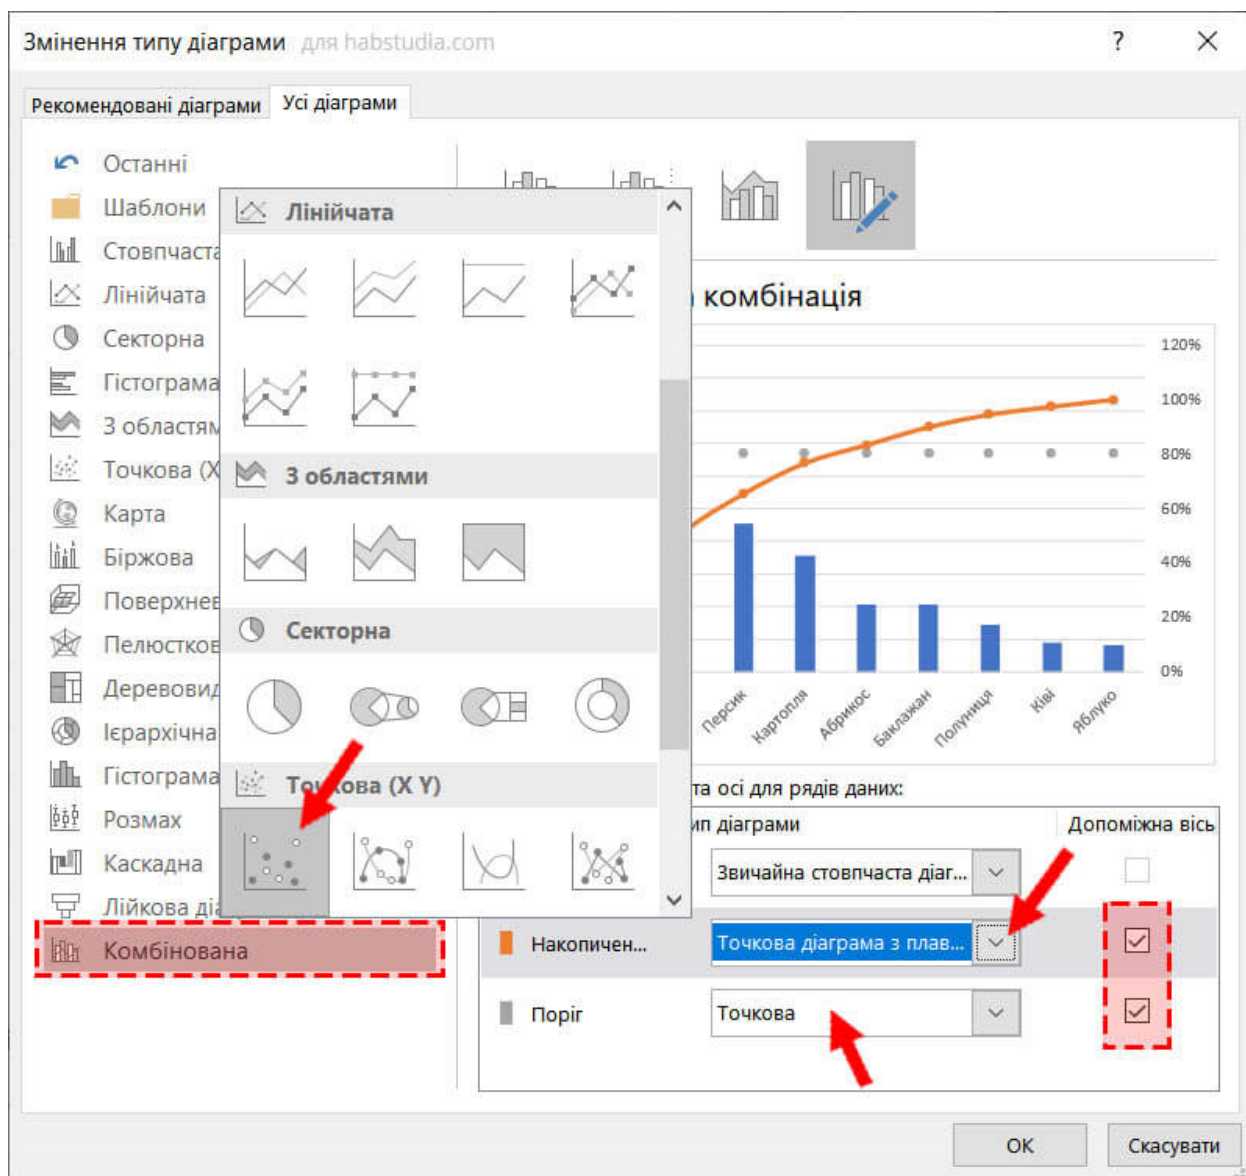 Змінення типу діаграми для habstudia.com
Рекомендовані діаграми
Усі діаграми
Останні
Шаблони
Стовпчаста
Лінійчата
Секторна
Гістограма
З областям
Точкова (X
Карта
Біржова
Поверхнев
Пелюстков
Деревовид
Ієрархічна
Гістограма
Розмах
Каскадна
Лійкова діа
Комбінована
Лінійчата
З областями
Секторна
Точкова (X Y)
комбінація
120%
100%
80%
60%
40%
20%
0%
Персик
Картопля
Абрикос
Баклажан
Полуниця
Ківі
Яблуко
та осі для рядів даних:
ип діаграми
Допоміжна вісь
Звичайна стовпчаста діаг...
Накопичен...
Точкова діаграма з плав...
Поріг
Точкова
ОК
Скасувати